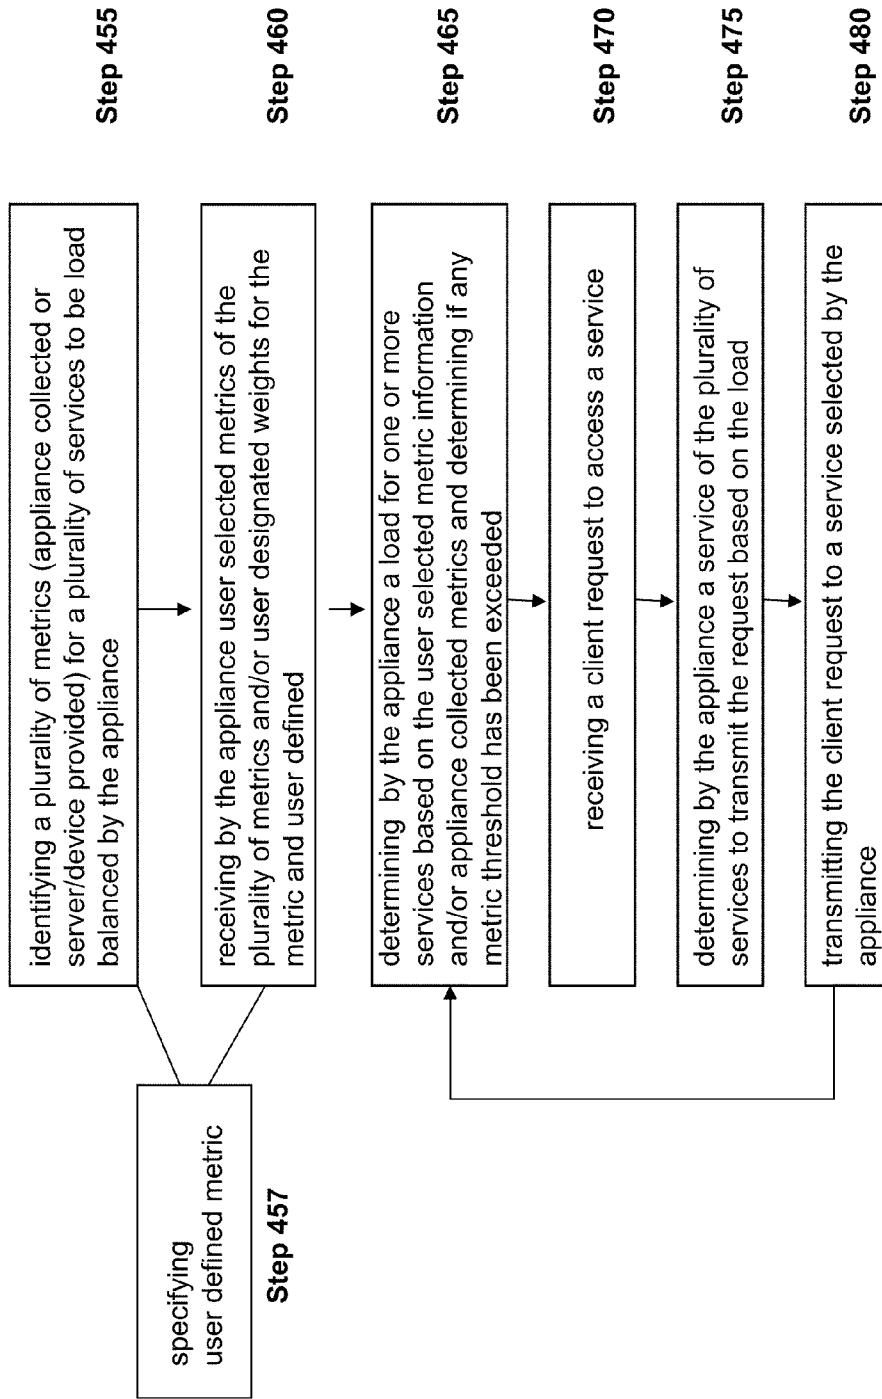 identifying a plurality of metrics (appliance collected or
server/device provided) for a plurality of services to be load
balanced by the appliance
Step 455
specifying
user defined metric
Step 457
receiving by the appliance user selected metrics of the
plurality of metrics and/or user designated weights for the
metric and user defined
Step 460
determining by the appliance a load for one or more
services based on the user selected metric information
and/or appliance collected metrics and determining if any
metric threshold has been exceeded
Step 465
receiving a client request to access a service
Step 470
determining by the appliance a service of the plurality of
services to transmit the request based on the load
Step 475
transmitting the client request to a service selected by the
appliance
Step 480